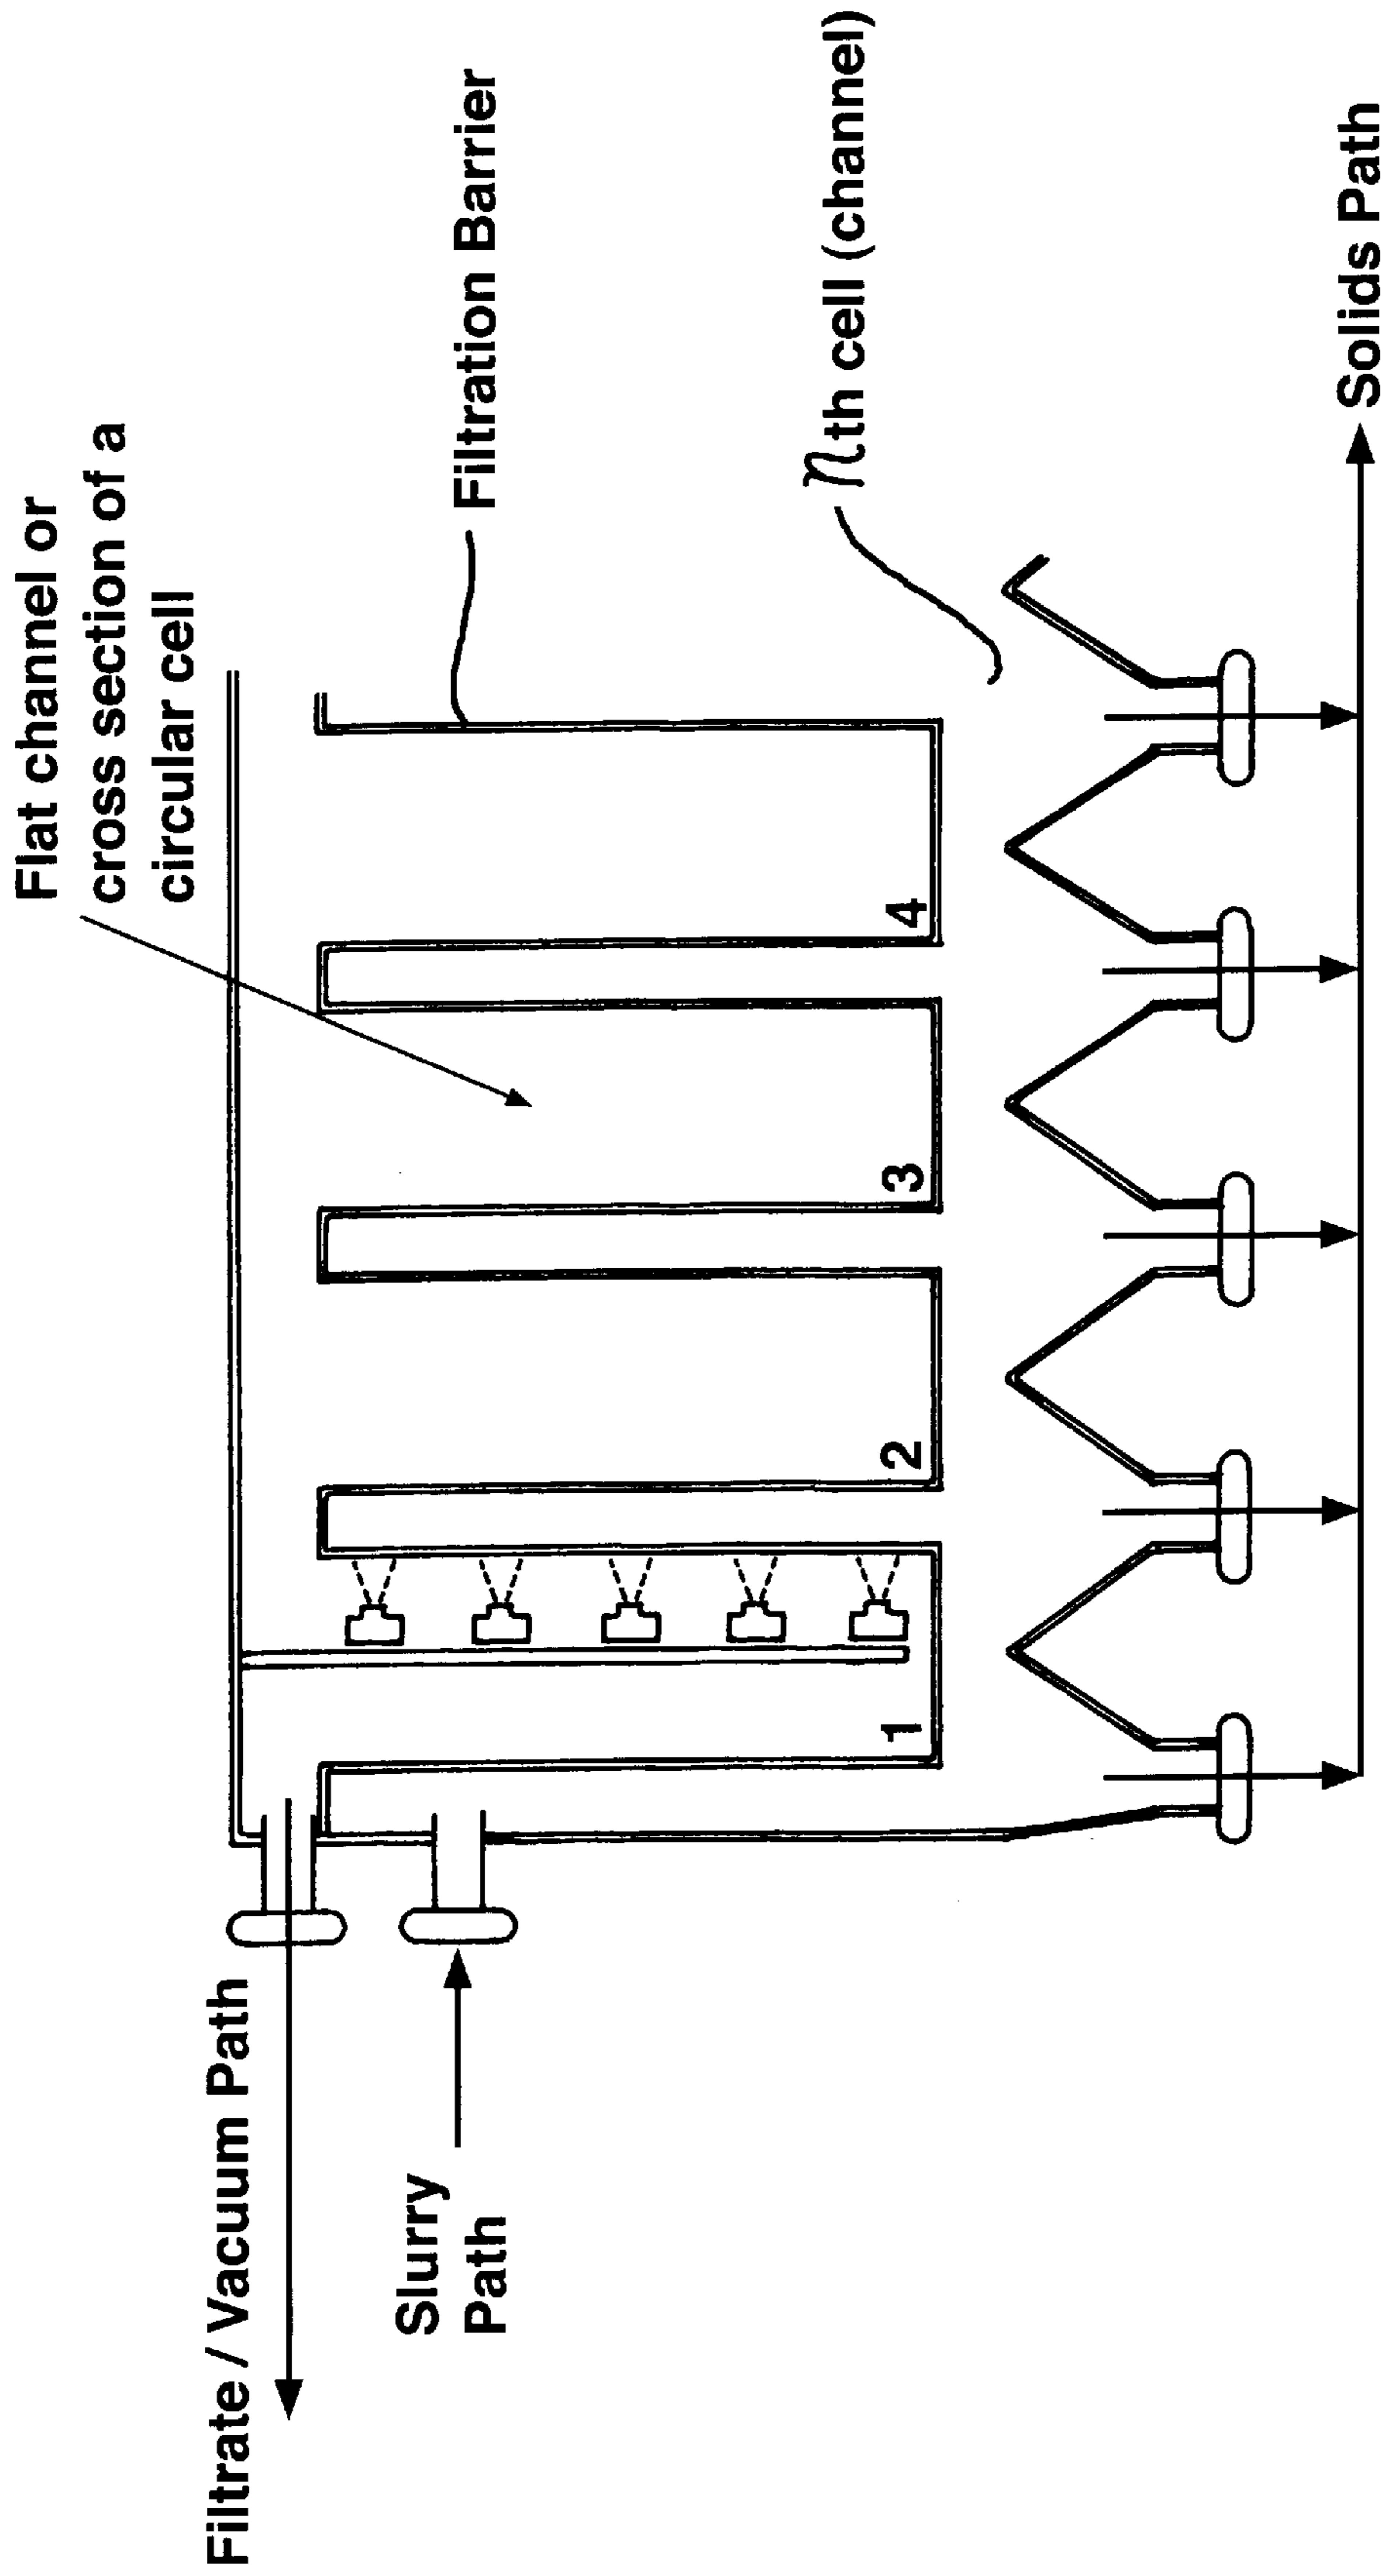 Flat channel or
cross section of a
circular cell
Filtrate / Vacuum Path
Slurry
Path
Filtration Barrier
1
2
3
4
nth cell (channel)
Solids Path